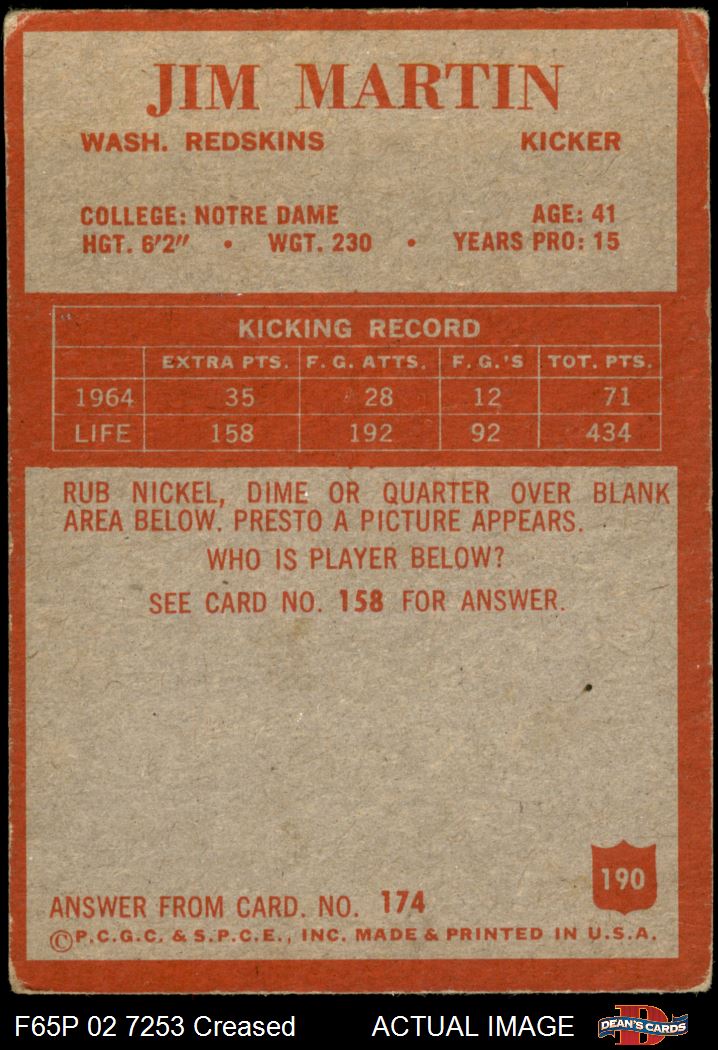 JIM MARTIN
WASH. REDSKINS KICKER
COLLEGE: NOTRE DAME AGE: 41
HGT. 6'2" • WGT. 230 • YEARS PRO: 15
KICKING RECORD
EXTRA PTS. F. G. ATTS. F. G.'S TOT. PTS.
1964 35 28 12 71
LIFE 158 192 92 434
RUB NICKEL, DIME OR QUARTER OVER BLANK
AREA BELOW. PRESTO A PICTURE APPEARS.
WHO IS PLAYER BELOW?
SEE CARD NO. 158 FOR ANSWER.
190
ANSWER FROM CARD. NO. 174
©P.C.G.C. & S.P.C.E., INC. MADE & PRINTED IN U.S.A.
F65P 02 7253 Creased ACTUAL IMAGE D DEAN'S CARDS